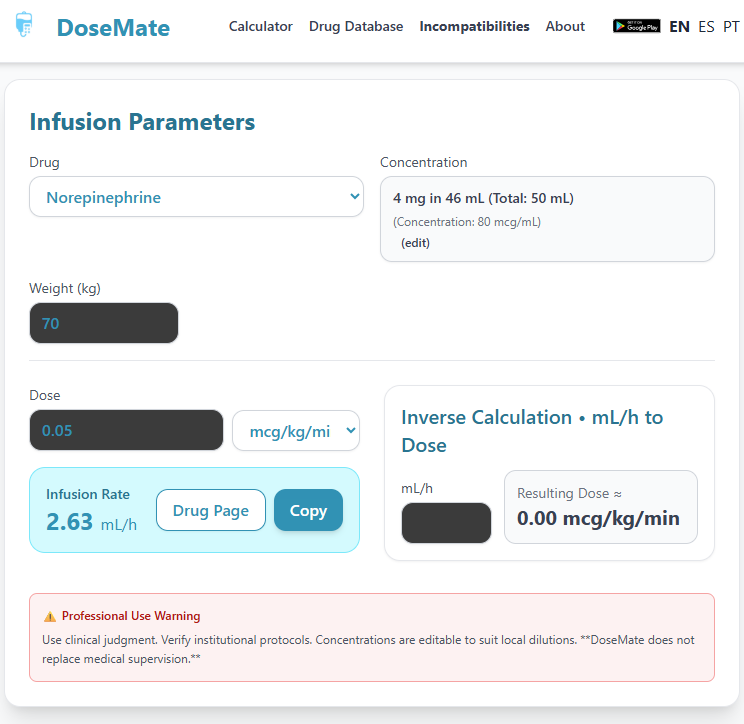 DoseMate
Calculator Drug Database Incompatibilities About
GET IT ON
Google Play
EN ES PT
Infusion Parameters
Drug
Norepinephrine
Concentration
4 mg in 46 mL (Total: 50 mL)
(Concentration: 80 mcg/mL)
(edit)
Weight (kg)
70
Dose
0.05
mcg/kg/mi
Infusion Rate
2.63 mL/h
Drug Page
Copy
Inverse Calculation • mL/h to
Dose
mL/h
Resulting Dose ≈
0.00 mcg/kg/min
⚠️ Professional Use Warning
Use clinical judgment. Verify institutional protocols. Concentrations are editable to suit local dilutions. **DoseMate does not
replace medical supervision.**